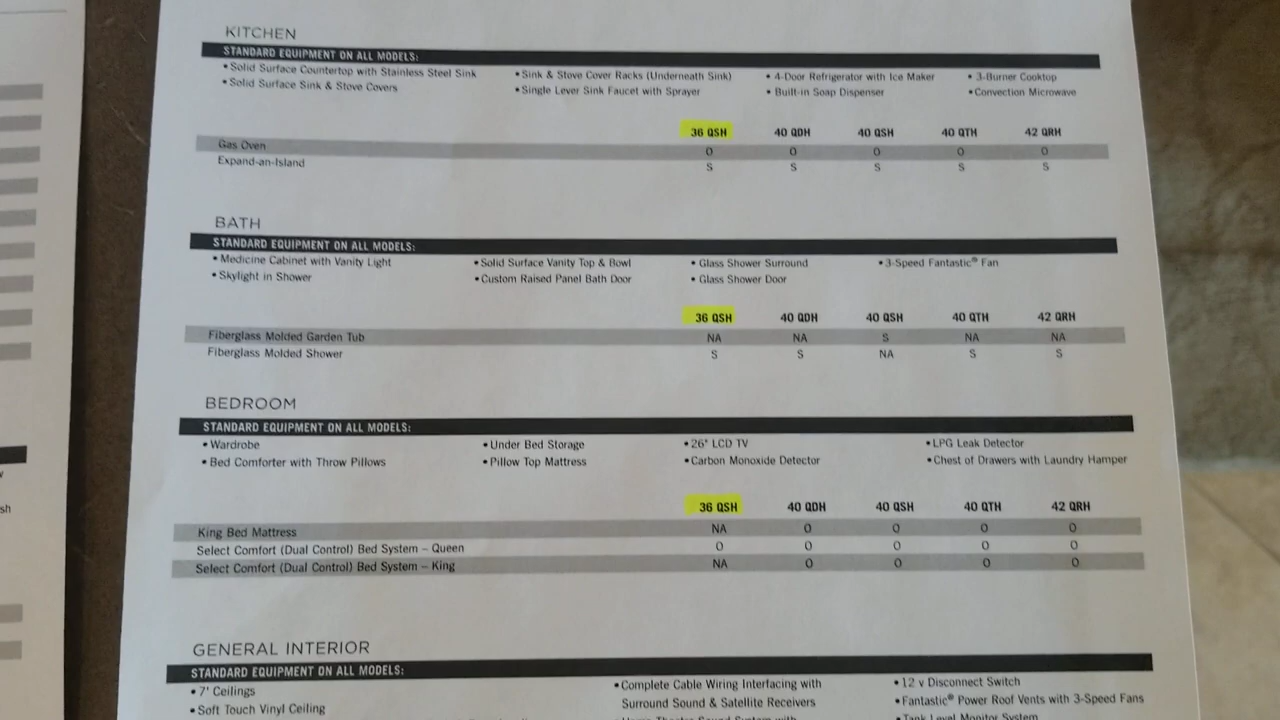 KITCHEN
STANDARD EQUIPMENT ON ALL MODELS:
• Solid Surface Countertop with Stainless Steel Sink • Sink & Stove Cover Racks (Underneath Sink) • 4-Door Refrigerator with Ice Maker • 3-Burner Cooktop
• Solid Surface Sink & Stove Covers • Single Lever Sink Faucet with Sprayer • Built-in Soap Dispenser • Convection Microwave
36 QSH 40 QDH 40 QSH 40 QTH 42 QRH
Gas Oven O O O O O
Expand-an-Island S S S S S
BATH
STANDARD EQUIPMENT ON ALL MODELS:
• Medicine Cabinet with Vanity Light • Solid Surface Vanity Top & Bowl • Glass Shower Surround • 3-Speed Fantastic® Fan
• Skylight in Shower • Custom Raised Panel Bath Door • Glass Shower Door
36 QSH 40 QDH 40 QSH 40 QTH 42 QRH
Fiberglass Molded Garden Tub NA NA S NA NA
Fiberglass Molded Shower S S NA S S
BEDROOM
STANDARD EQUIPMENT ON ALL MODELS:
• Wardrobe • Under Bed Storage • 26" LCD TV • LPG Leak Detector
• Bed Comforter with Throw Pillows • Pillow Top Mattress • Carbon Monoxide Detector • Chest of Drawers with Laundry Hamper
36 QSH 40 QDH 40 QSH 40 QTH 42 QRH
King Bed Mattress NA O O O O
Select Comfort (Dual Control) Bed System – Queen O O O O O
Select Comfort (Dual Control) Bed System – King NA O O O O
GENERAL INTERIOR
STANDARD EQUIPMENT ON ALL MODELS:
• 7' Ceilings • Complete Cable Wiring Interfacing with • 12 v Disconnect Switch
• Soft Touch Vinyl Ceiling Surround Sound & Satellite Receivers • Fantastic® Power Roof Vents with 3-Speed Fans
• Home Theatre Sound System with • Tank Level Monitor System